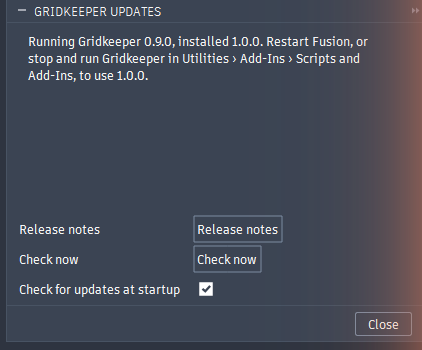 GRIDKEEPER UPDATES
Running Gridkeeper 0.9.0, installed 1.0.0. Restart Fusion, or
stop and run Gridkeeper in Utilities › Add-Ins › Scripts and
Add-Ins, to use 1.0.0.
Release notes Release notes
Check now Check now
Check for updates at startup
Close